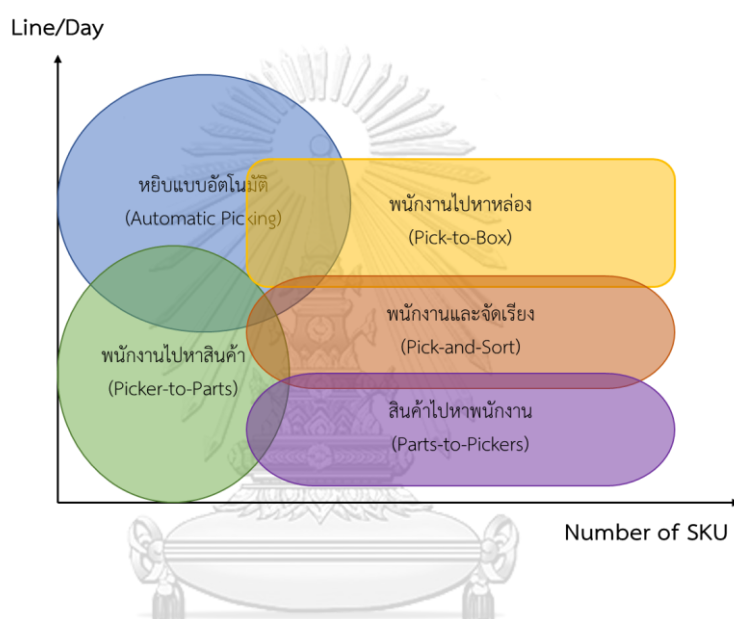 Line/Day
หยิบแบบอัตโนมัติ
(Automatic Picking)
พนักงานไปหาหล่อง
(Pick-to-Box)
พนักงานและจัดเรียง
(Pick-and-Sort)
พนักงานไปหาสินค้า
(Picker-to-Parts)
สินค้าไปหาพนักงาน
(Parts-to-Pickers)
Number of SKU